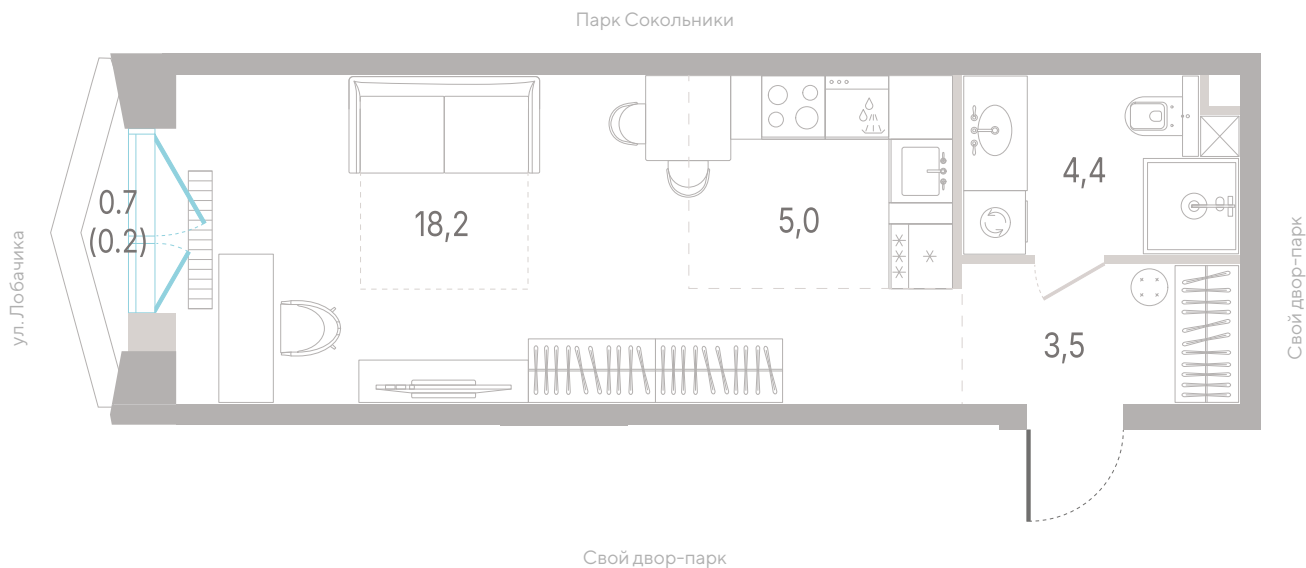 Парк Сокольники
ул. Лобачика
0.7
(0.2)
18,2
5,0
4,4
3,5
Свой двор-парк
Свой двор-парк